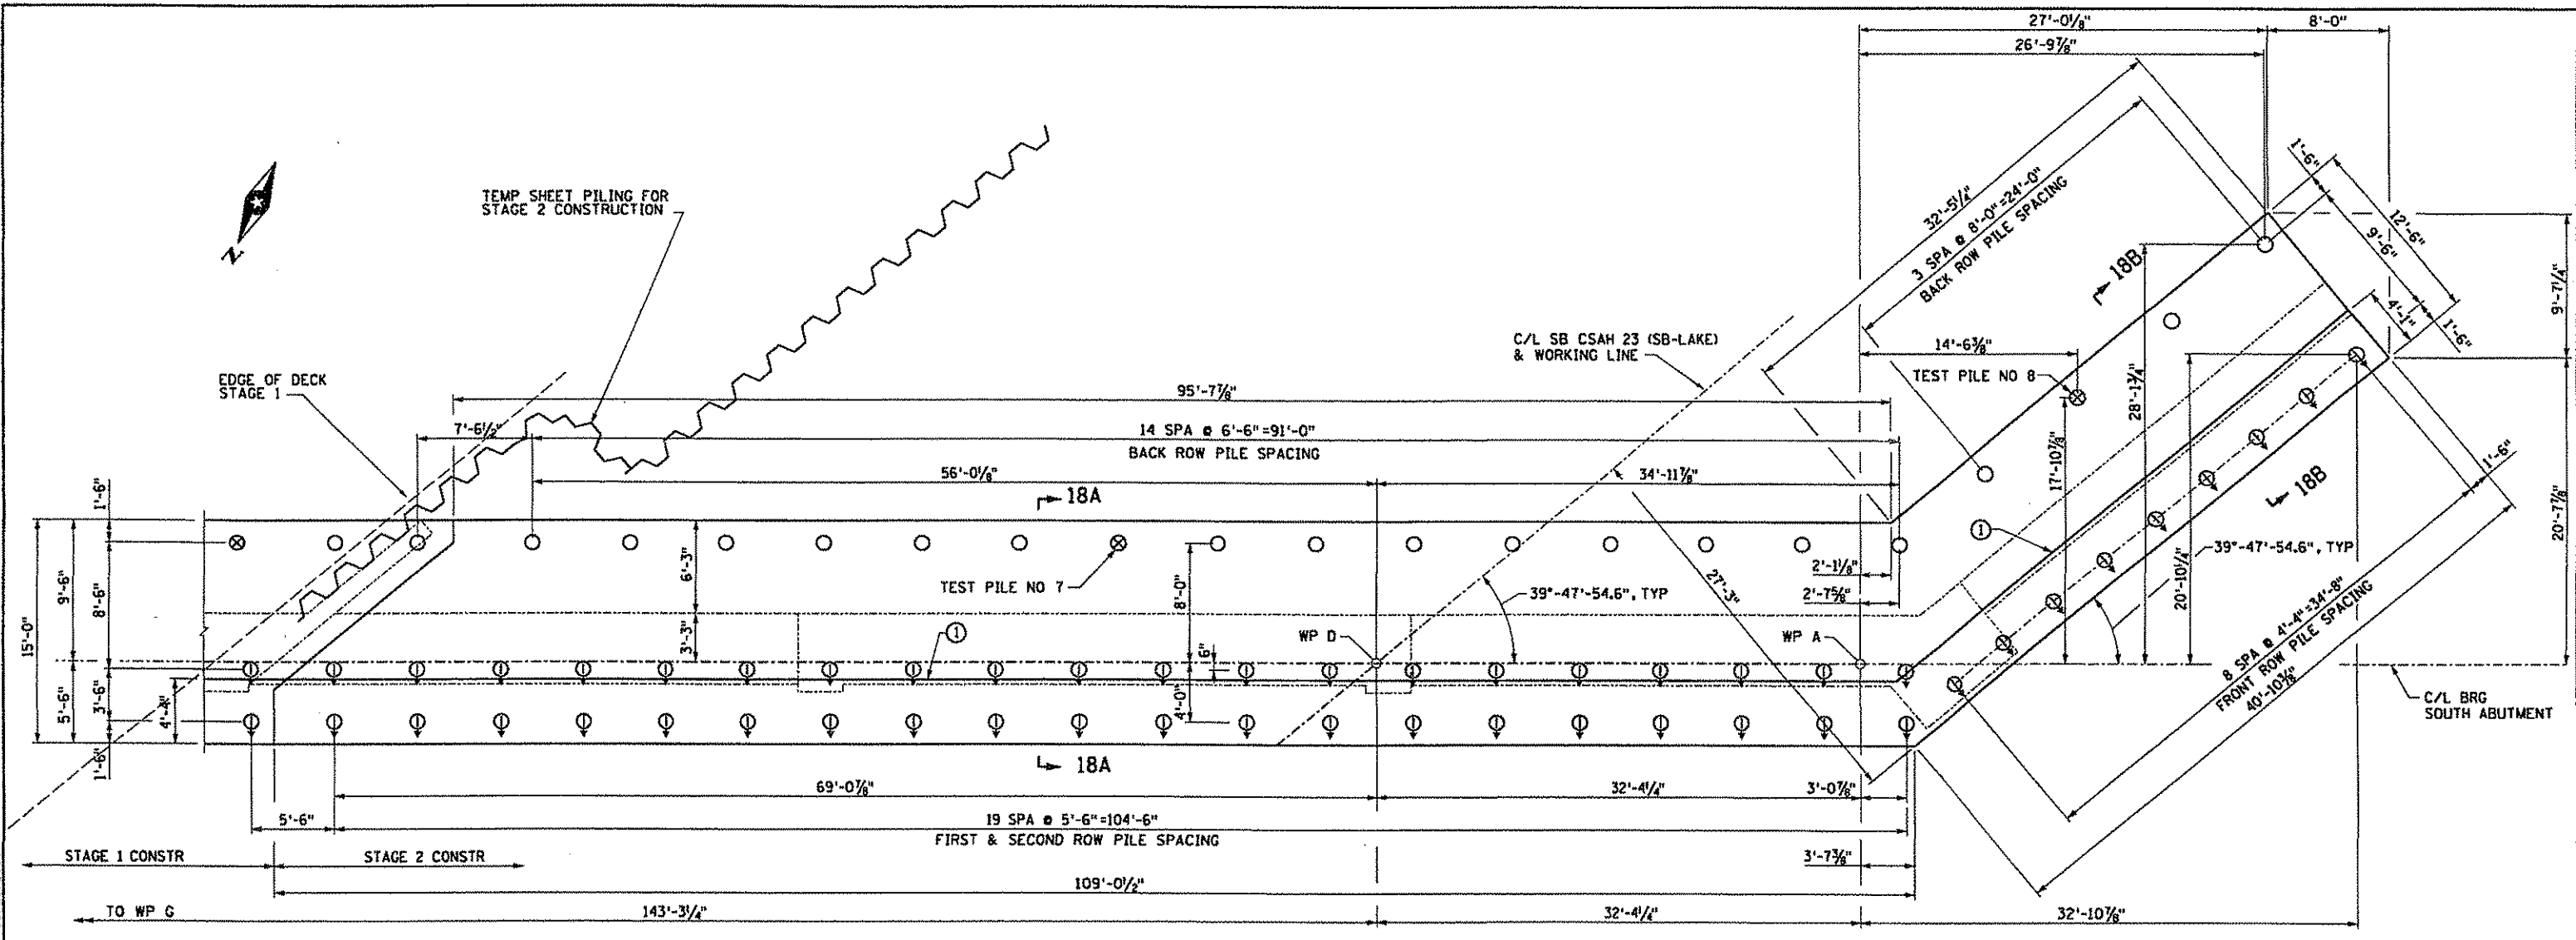 27'-0⅛"
8'-0"
26'-9⅞"
TEMP SHEET PILING FOR
STAGE 2 CONSTRUCTION
N
32'-5¼"
3 SPA @ 8'-0"=24'-0"
BACK ROW PILE SPACING
1'-6"
12'-6"
9'-6"
4'-1"
1'-6"
9'-7¼"
18B
C/L SB CSAH 23 (SB-LAKE)
& WORKING LINE
14'-6⅜"
TEST PILE NO 8
28'-1¾"
17'-10⅞"
20'-10¼"
20'-7⅞"
EDGE OF DECK
STAGE 1
95'-7⅞"
7'-6½"
14 SPA @ 6'-6"=91'-0"
BACK ROW PILE SPACING
56'-0⅛"
34'-11⅞"
18A
18B
1'-6"
1'-6"
15'-0"
9'-6"
8'-6"
5'-6"
3'-6"
4'-4"
1'-6"
6'-3"
3'-3"
TEST PILE NO 7
8'-0"
6"
4'-0"
1
39°-47'-54.6", TYP
27'-3"
2'-1⅛"
2'-7⅝"
WP D
WP A
1
39°-47'-54.6", TYP
8 SPA @ 4'-4"=34'-8"
FRONT ROW PILE SPACING
40'-10⅜"
C/L BRG
SOUTH ABUTMENT
18A
69'-0⅞"
32'-4¼"
3'-0⅞"
5'-6"
19 SPA @ 5'-6"=104'-6"
FIRST & SECOND ROW PILE SPACING
STAGE 1 CONSTR
STAGE 2 CONSTR
3'-7⅜"
109'-0½"
TO WP G
143'-3¼"
32'-4¼"
32'-10⅞"